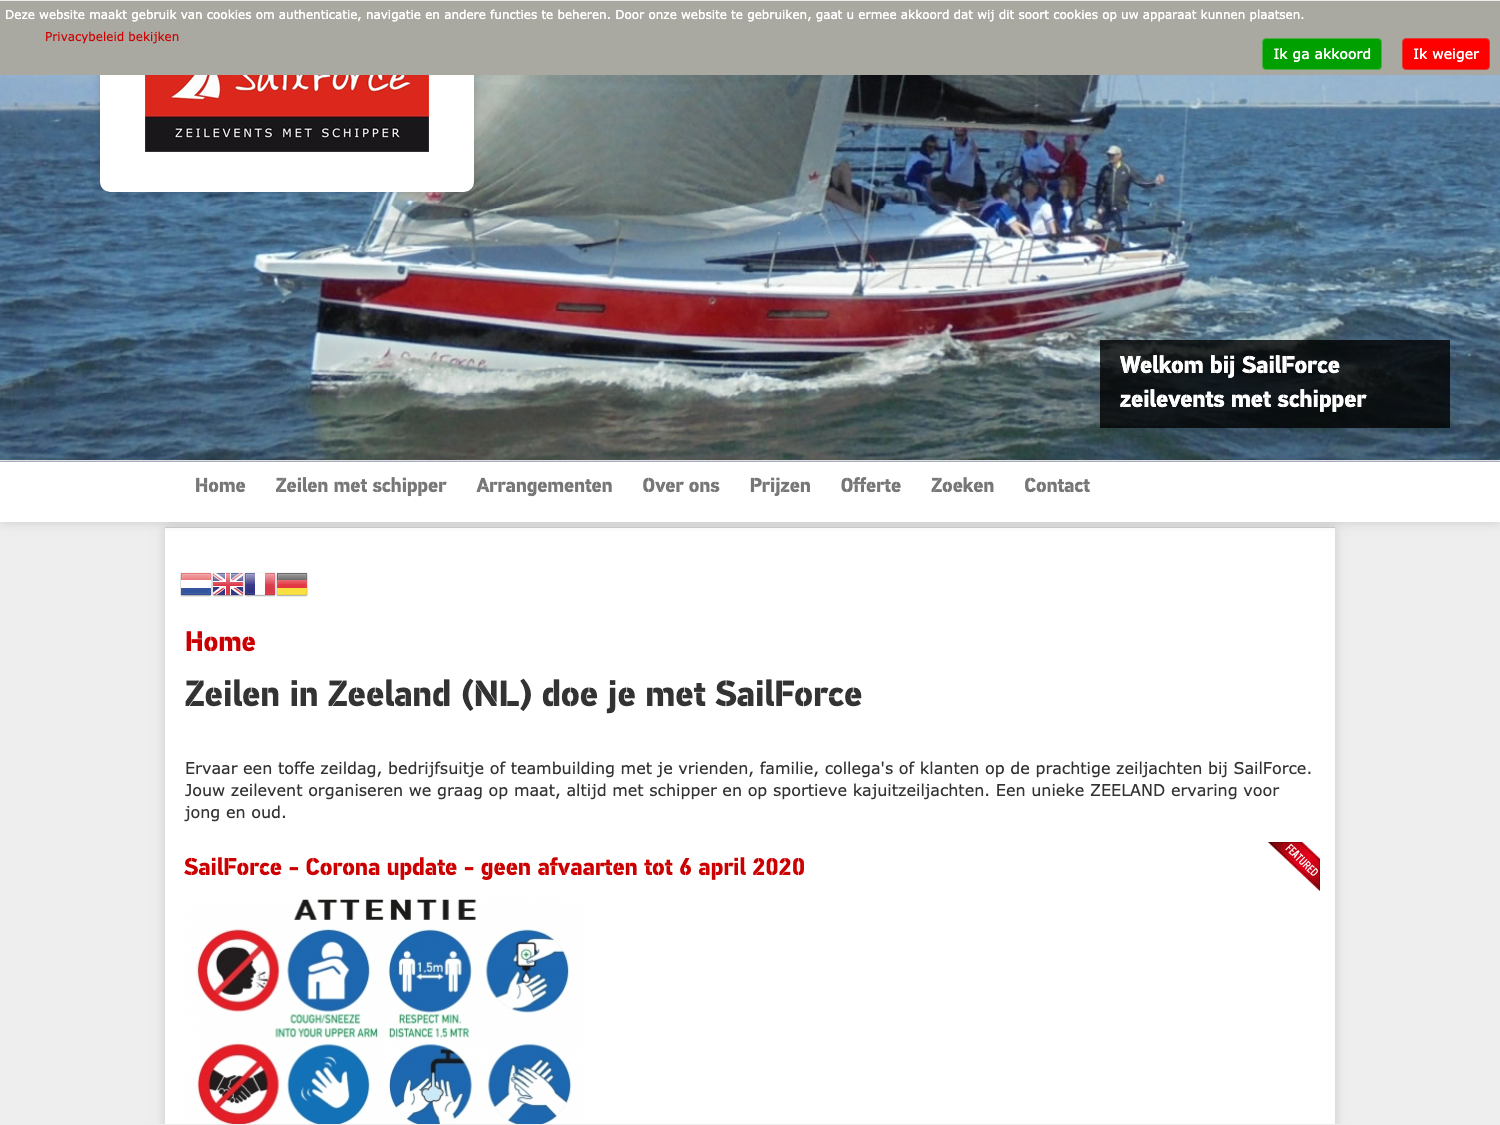 Deze website maakt gebruik van cookies om authenticatie, navigatie en andere functies te beheren. Door onze website te gebruiken, gaat u ermee akkoord dat wij dit soort cookies op uw apparaat kunnen plaatsen.
Privacybeleid bekijken
Ik ga akkoord
Ik weiger
SailForce
ZEILEVENTS MET SCHIPPER
SailForce
Welkom bij SailForce
zeilevents met schipper
Home
Zeilen met schipper
Arrangementen
Over ons
Prijzen
Offerte
Zoeken
Contact
Home
Zeilen in Zeeland (NL) doe je met SailForce
Ervaar een toffe zeildag, bedrijfsuitje of teambuilding met je vrienden, familie, collega's of klanten op de prachtige zeiljachten bij SailForce.
Jouw zeilevent organiseren we graag op maat, altijd met schipper en op sportieve kajuitzeiljachten. Een unieke ZEELAND ervaring voor
jong en oud.
SailForce - Corona update - geen afvaarten tot 6 april 2020
FEATURED
ATTENTIE
1,5m
COUGH/SNEEZE
INTO YOUR UPPER ARM
RESPECT MIN.
DISTANCE 1,5 MTR